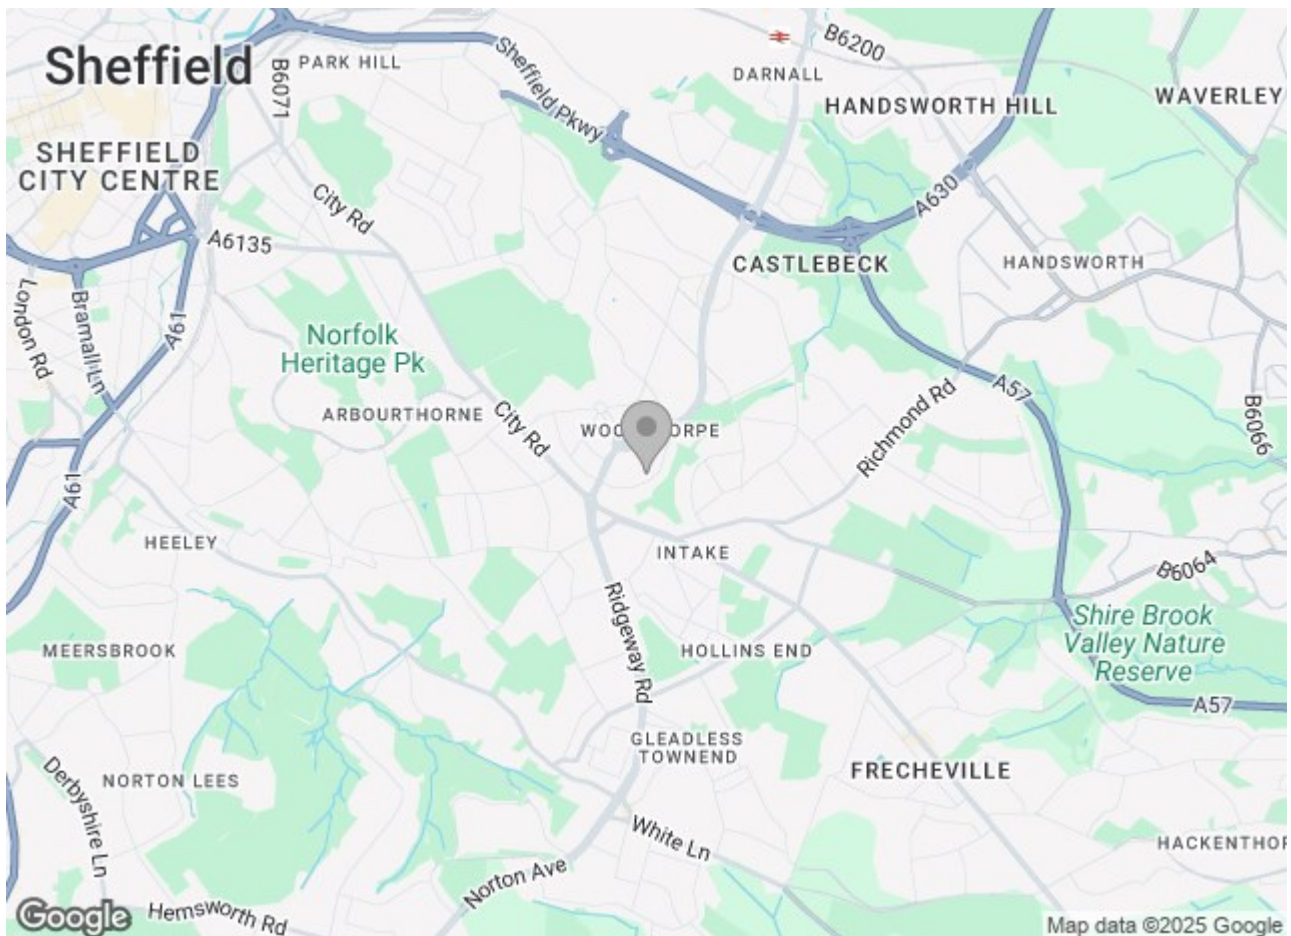 Sheffield
PARK HILL
B6071
Sheffield Pkwy
B6200
DARNALL
HANDSWORTH HILL
WAVERLEY
SHEFFIELD
CITY CENTRE
City Rd
A6135
A630
CASTLEBECK
HANDSWORTH
London Rd
Bramall Ln
A61
Norfolk
Heritage Pk
ARBOURTHORNE
City Rd
A57
Richmond Rd
B6066
A61
HEELEY
INTAKE
B6064
Ridgeway Rd
Shire Brook
Valley Nature
Reserve
MEERSBROOK
HOLLINS END
A57
GLEADLESS
TOWNEND
FRECHEVILLE
NORTON LEES
Derbyshire Ln
White Ln
HACKENTHOR
Norton Ave
Hemsworth Rd
Google
Map data ©2025 Google